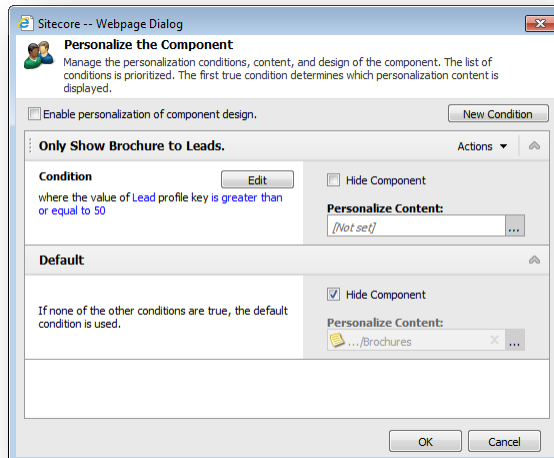 Sitecore -- Webpage Dialog
Personalize the Component
Manage the personalization conditions, content, and design of the component. The list of
conditions is prioritized. The first true condition determines which personalization content is
displayed.
Enable personalization of component design.
New Condition
Only Show Brochure to Leads.
Actions
Condition
Edit
where the value of Lead profile key is greater than
or equal to 50
Hide Component
Personalize Content:
[Not set]
...
Default
If none of the other conditions are true, the default
condition is used.
Hide Component
Personalize Content:
.../Brochures
...
OK
Cancel